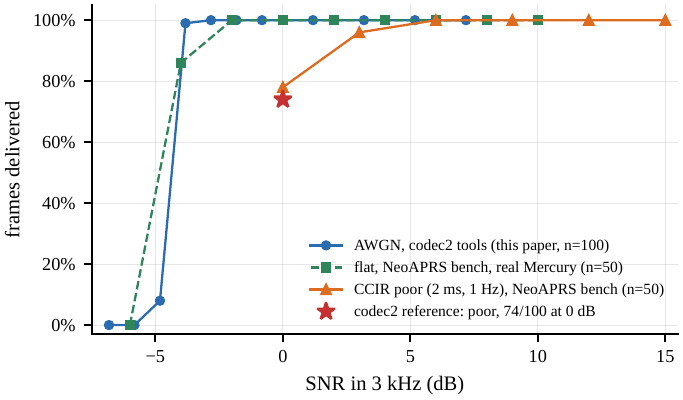 100%
80%
60%
40%
20%
0%
frames delivered
AWGN, codec2 tools (this paper, n=100)
flat, NeoAPRS bench, real Mercury (n=50)
CCIR poor (2 ms, 1 Hz), NeoAPRS bench (n=50)
codec2 reference: poor, 74/100 at 0 dB
−5 0 5 10 15
SNR in 3 kHz (dB)